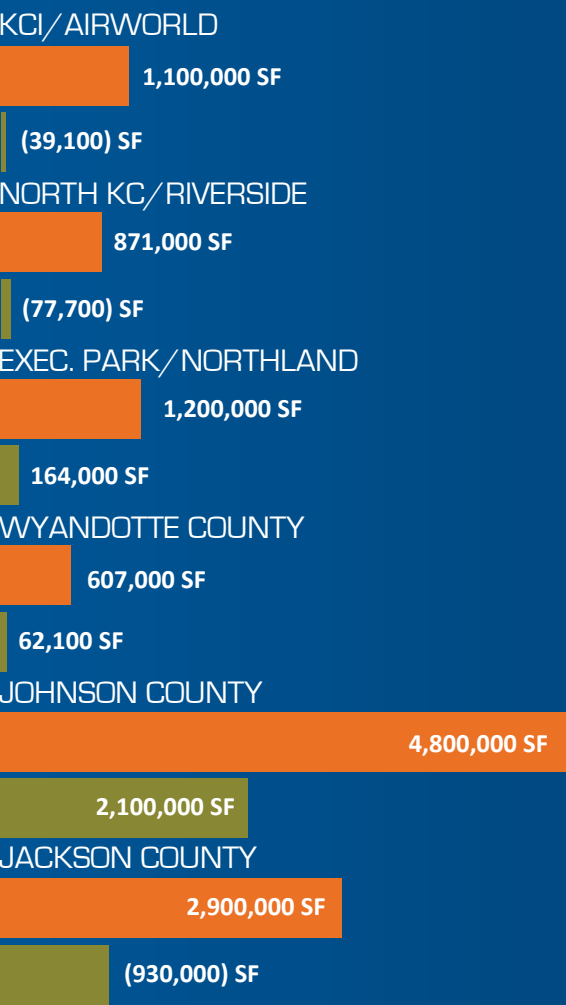 KCI/AIRWORLD
1,100,000 SF
(39,100) SF
NORTH KC/RIVERSIDE
871,000 SF
(77,700) SF
EXEC. PARK/NORTHLAND
1,200,000 SF
164,000 SF
WYANDOTTE COUNTY
607,000 SF
62,100 SF
JOHNSON COUNTY
4,800,000 SF
2,100,000 SF
JACKSON COUNTY
2,900,000 SF
(930,000) SF